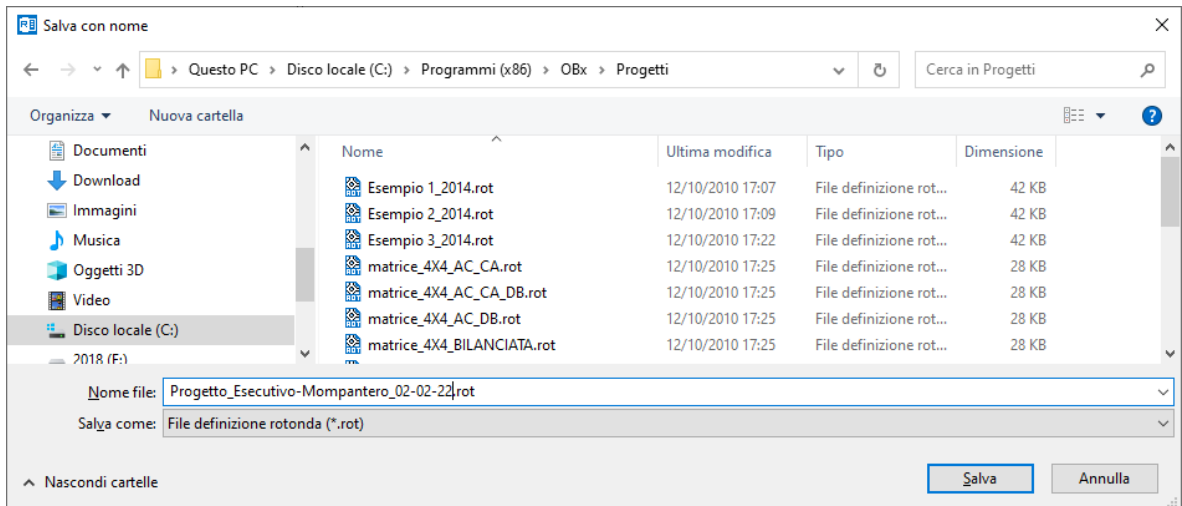 Salva con nome
Questo PC > Disco locale (C:) > Programmi (x86) > OBx > Progetti
Cerca in Progetti
Organizza
Nuova cartella
Documenti
Download
Immagini
Musica
Oggetti 3D
Video
Disco locale (C:)
2018 (F:)
Nome Ultima modifica Tipo Dimensione
Esempio 1_2014.rot 12/10/2010 17:07 File definizione rot... 42 KB
Esempio 2_2014.rot 12/10/2010 17:09 File definizione rot... 42 KB
Esempio 3_2014.rot 12/10/2010 17:22 File definizione rot... 42 KB
matrice_4X4_AC_CA.rot 12/10/2010 17:25 File definizione rot... 28 KB
matrice_4X4_AC_CA_DB.rot 12/10/2010 17:25 File definizione rot... 28 KB
matrice_4X4_AC_DB.rot 12/10/2010 17:25 File definizione rot... 28 KB
matrice_4X4_BILANCIATA.rot 12/10/2010 17:25 File definizione rot... 28 KB
Nome file: Progetto_Esecutivo-Mompantero_02-02-22.rot
Salva come: File definizione rotonda (*.rot)
Nascondi cartelle
Salva
Annulla